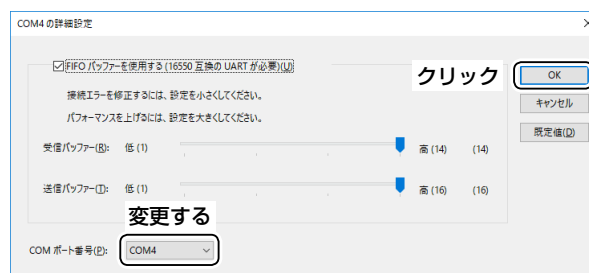 COM4 の詳細設定
FIFO バッファーを使用する (16550 互換の UART が必要)(U)
クリック
OK
接続エラーを修正するには、設定を小さくしてください。
キャンセル
パフォーマンスを上げるには、設定を大きくしてください。
既定値(D)
受信バッファー(R): 低 (1) 高 (14) (14)
送信バッファー(T): 低 (1) 高 (16) (16)
変更する
COM ポート番号(P): COM4